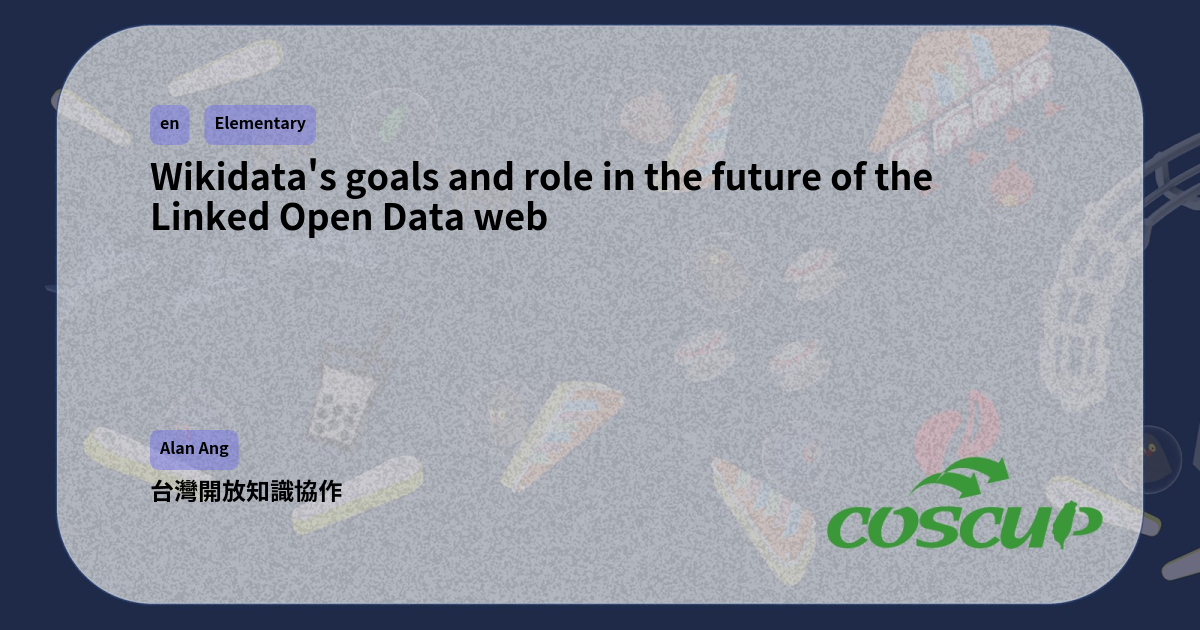 en Elementary
Wikidata's goals and role in the future of the
Linked Open Data web
Alan Ang
台灣開放知識協作
COSCUP